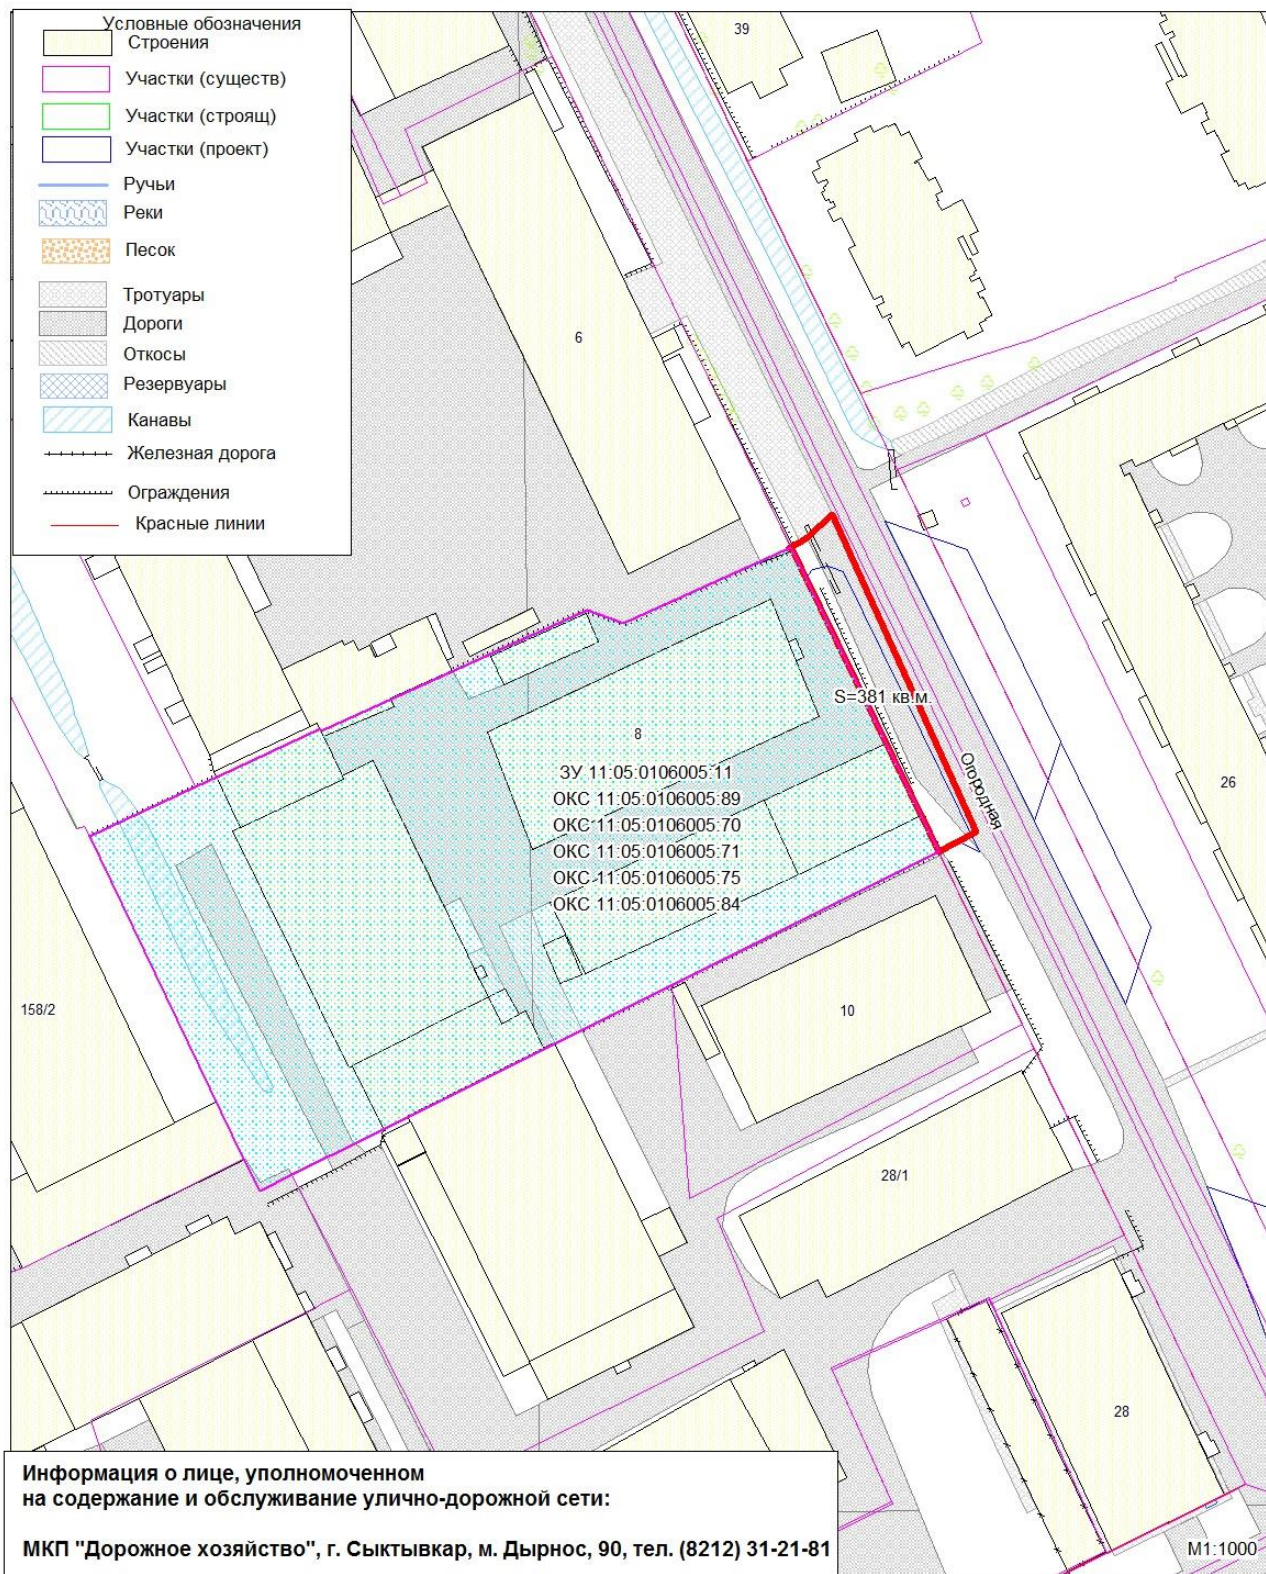 Условные обозначения
Строения
Участки (существ)
Участки (строящ)
Участки (проект)
Ручьи
Реки
Песок
Тротуары
Дороги
Откосы
Резервуары
Канавы
Железная дорога
Ограждения
Красные линии
39
6
S=381 кв.м.
8
ЗУ 11:05:0106005:11
ОКС 11:05:0106005:89
ОКС 11:05:0106005:70
ОКС 11:05:0106005:71
ОКС 11:05:0106005:75
ОКС 11:05:0106005:84
Огородная
26
158/2
10
28/1
28
Информация о лице, уполномоченном
на содержание и обслуживание улично-дорожной сети:
МКП "Дорожное хозяйство", г. Сыктывкар, м. Дырнос, 90, тел. (8212) 31-21-81
М1:1000